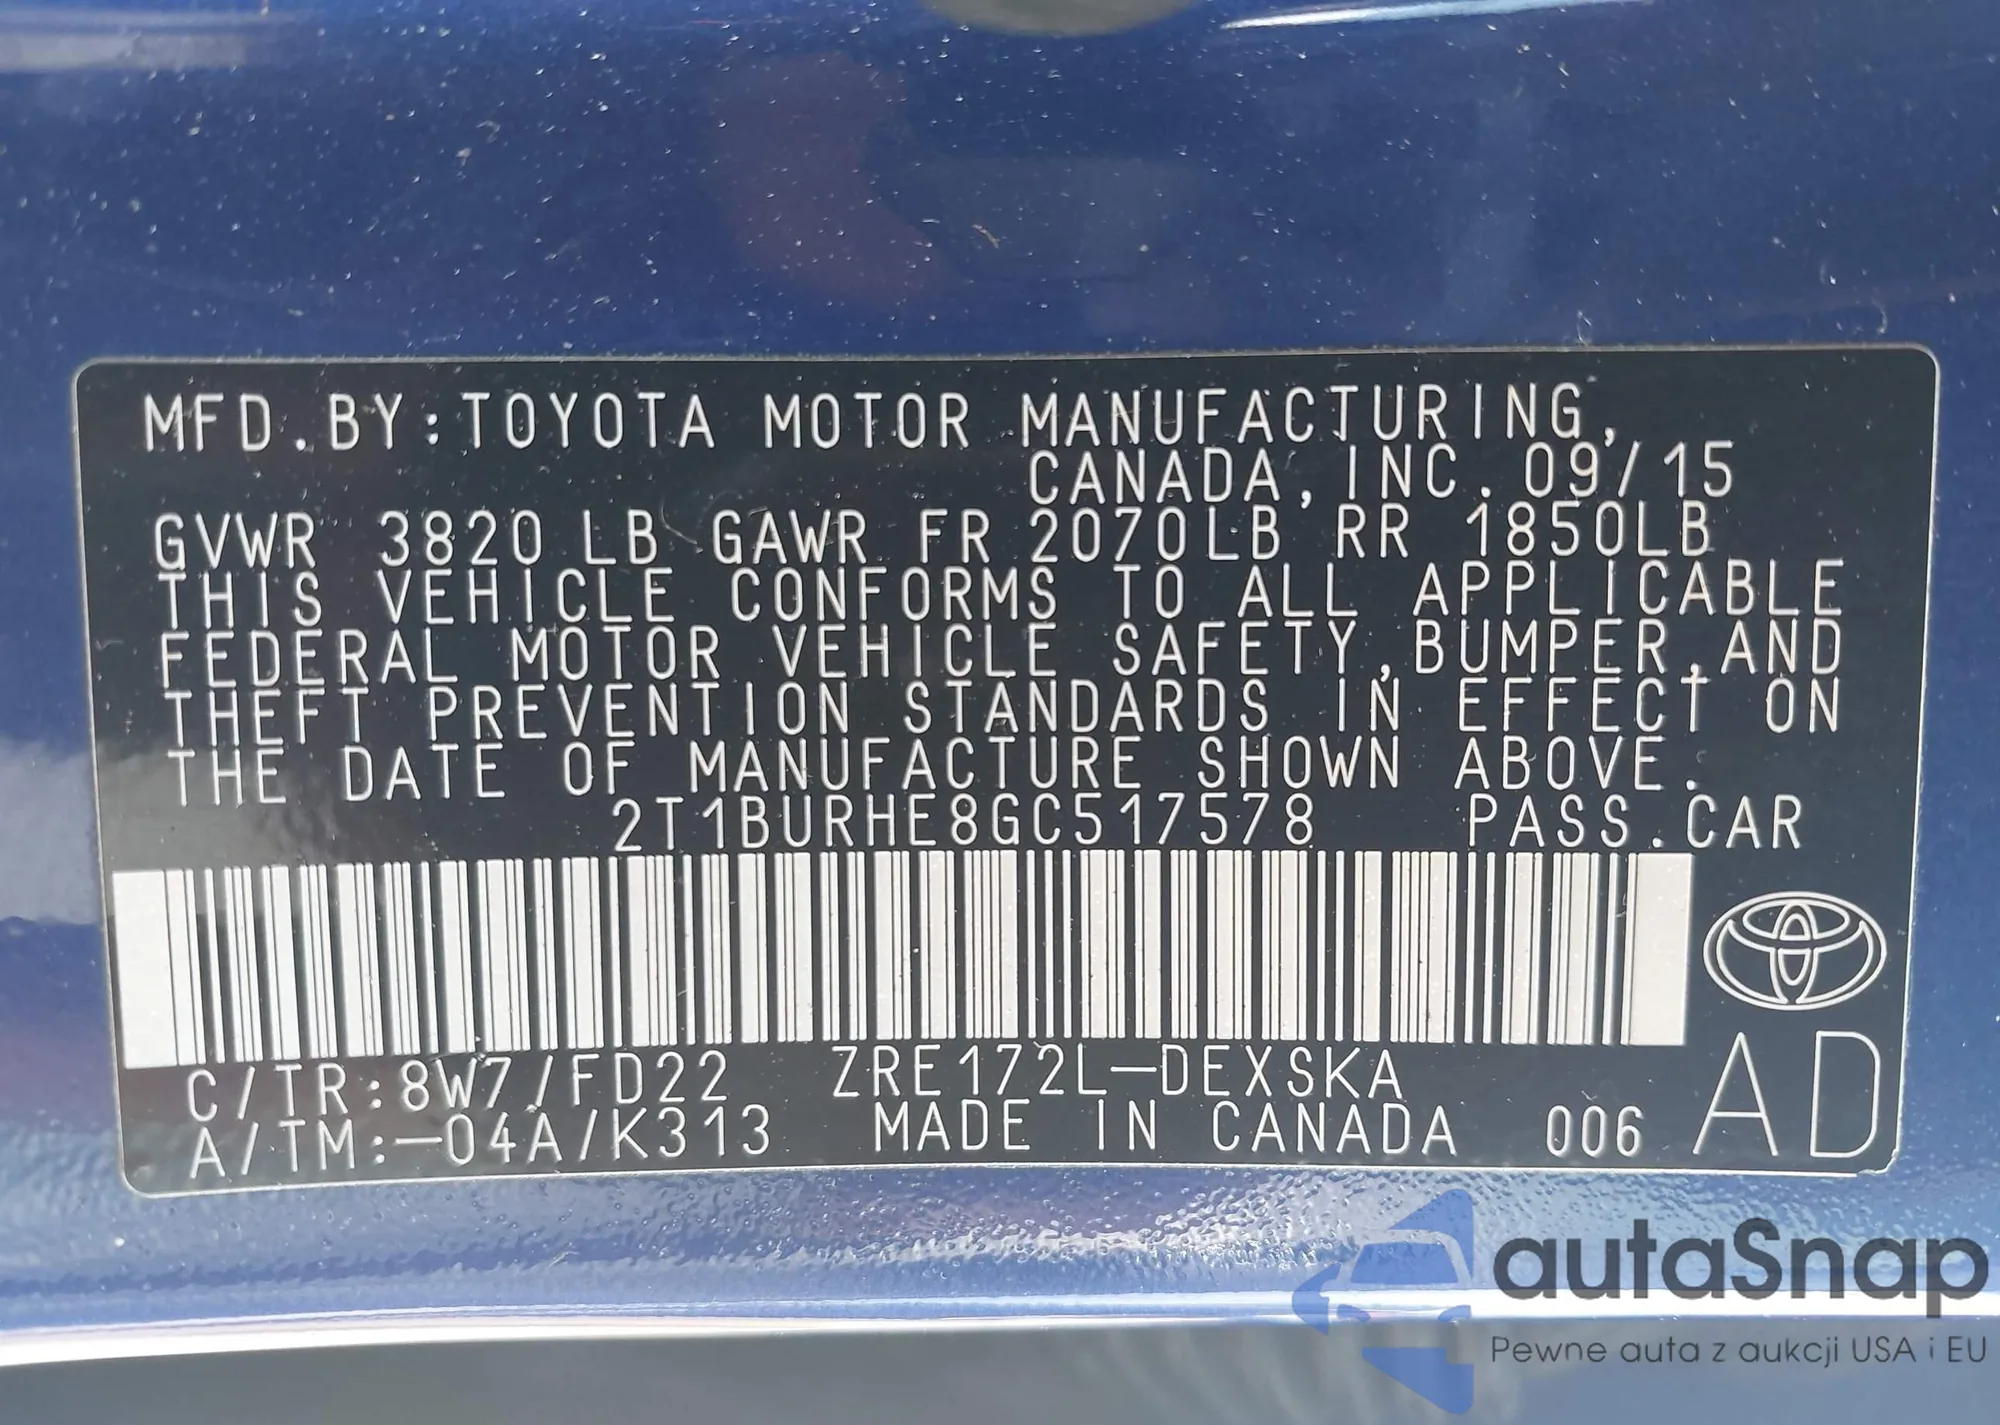 MFD.BY:TOYOTA MOTOR MANUFACTURING,
CANADA,INC. 09/15
GVWR 3820 LB GAWR FR 2070LB RR 1850LB
THIS VEHICLE CONFORMS TO ALL APPLICABLE
FEDERAL MOTOR VEHICLE SAFETY,BUMPER,AND
THEFT PREVENTION STANDARDS IN EFFECT ON
THE DATE OF MANUFACTURE SHOWN ABOVE.
2T1BURHE8GC517578 PASS.CAR
C/TR:8W7/FD22 ZRE172L-DEXSKA
A/TM:-04A/K313 MADE IN CANADA 006
AD
autaSnap
Pewne auta z aukcji USA i EU